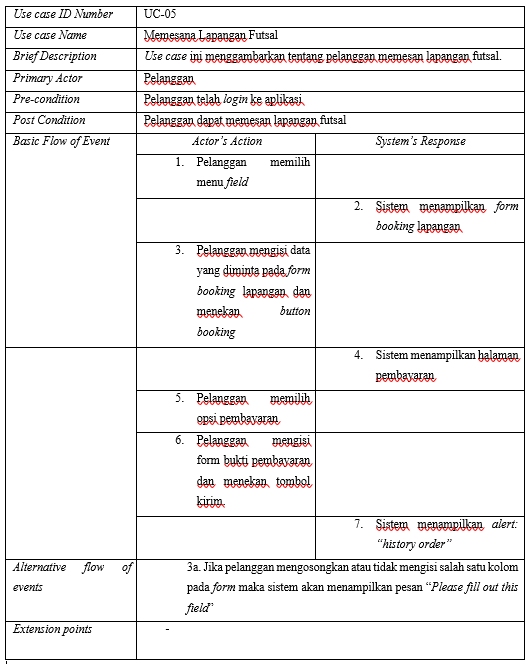 Use case ID Number UC-05
Use case Name Memesana Lapangan Futsal
Brief Description Use case ini menggambarkan tentang pelanggan memesan lapangan futsal.
Primary Actor Pelanggan
Pre-condition Pelanggan telah login ke aplikasi
Post Condition Pelanggan dapat memesan lapangan futsal
Basic Flow of Event Actor's Action System's Response
1. Pelanggan memilih
menu field
2. Sistem menampilkan form
booking lapangan
3. Pelanggan mengisi data
yang diminta pada form
booking lapangan dan
menekan button
booking
4. Sistem menampilkan halaman
pembayaran
5. Pelanggan memilih
opsi pembayaran
6. Pelanggan mengisi
form bukti pembayaran
dan menekan tombol
kirim.
7. Sistem menampilkan alert:
"history order"
Alternative flow of
events
3a. Jika pelanggan mengosongkan atau tidak mengisi salah satu kolom
pada form maka sistem akan menampilkan pesan "Please fill out this
field"
Extension points -